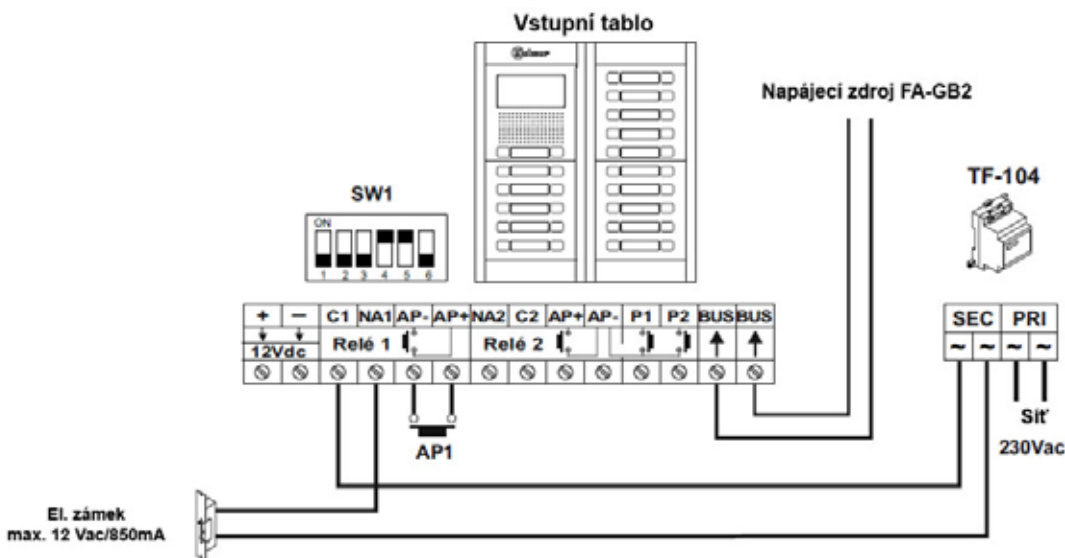 Vstupní tablo
Golmar
Napájecí zdroj FA-GB2
TF-104
SW1
ON
1 2 3 4 5 6
+ − C1 NA1 AP- AP+ NA2 C2 AP+ AP- P1 P2 BUS BUS
12Vdc Relé 1 Relé 2
SEC PRI
~ ~ ~ ~
AP1
Síť
230Vac
El. zámek
max. 12 Vac/850mA